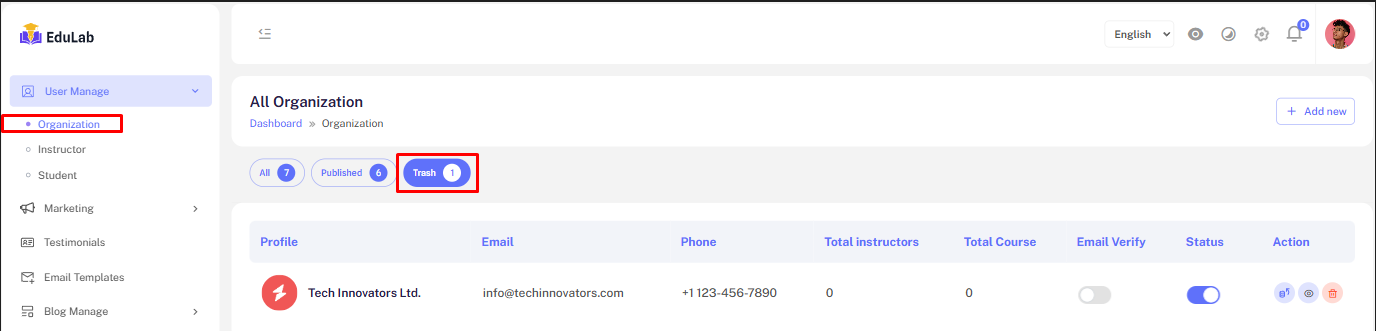 EduLab
English
0
User Manage
Organization
Instructor
Student
Marketing
Testimonials
Email Templates
Blog Manage
All Organization
Dashboard » Organization
+ Add new
All 7 Published 6 Trash 1
Profile Email Phone Total instructors Total Course Email Verify Status Action
Tech Innovators Ltd. info@techinnovators.com +1 123-456-7890 0 0